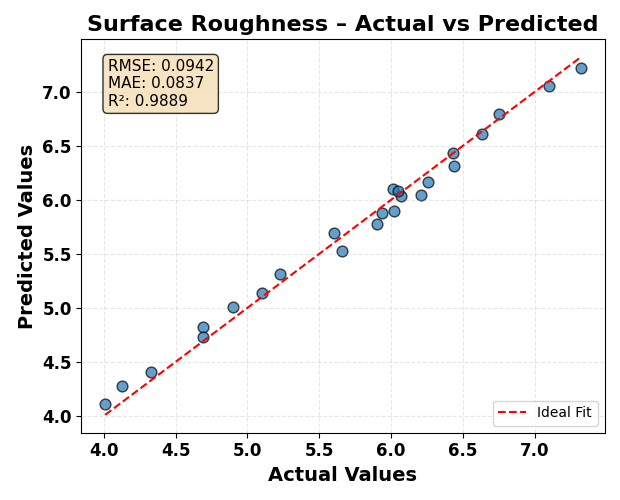 Surface Roughness – Actual vs Predicted
RMSE: 0.0942
MAE: 0.0837
R²: 0.9889
Predicted Values
7.0
6.5
6.0
5.5
5.0
4.5
4.0
Ideal Fit
4.0 4.5 5.0 5.5 6.0 6.5 7.0
Actual Values